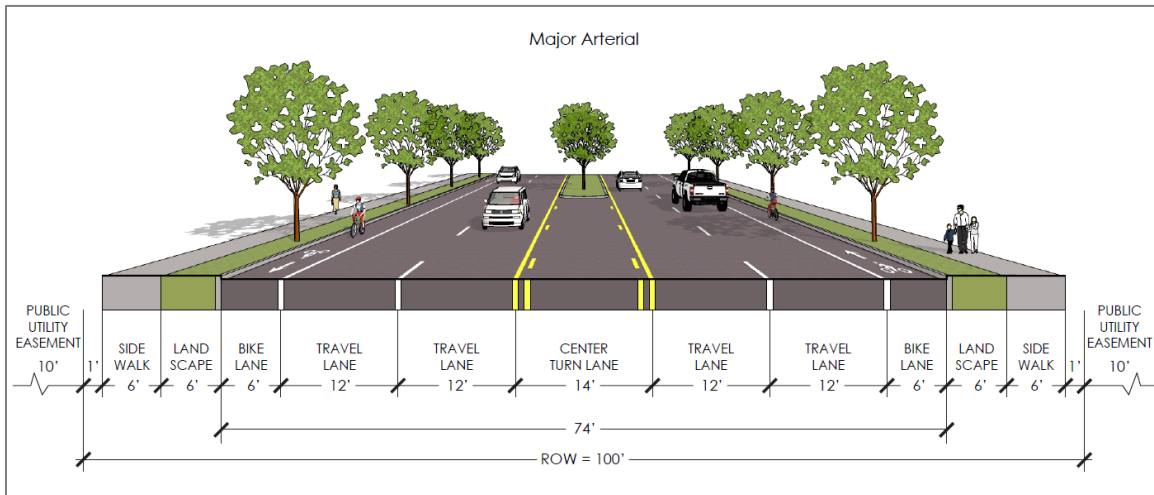 Major Arterial
PUBLIC
UTILITY
EASEMENT
10'
1'
SIDE
WALK
6'
LAND
SCAPE
6'
BIKE
LANE
6'
TRAVEL
LANE
12'
TRAVEL
LANE
12'
CENTER
TURN LANE
14'
TRAVEL
LANE
12'
TRAVEL
LANE
12'
BIKE
LANE
6'
LAND
SCAPE
6'
SIDE
WALK
6'
1'
PUBLIC
UTILITY
EASEMENT
10'
74'
ROW = 100'